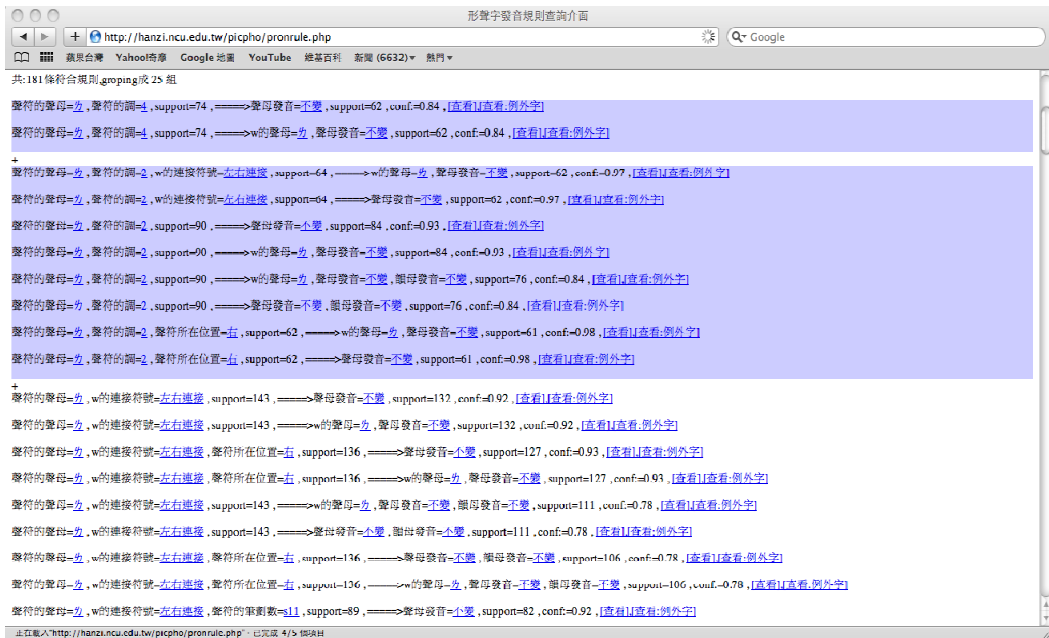 形聲字發音規則查詢介面
http://hanzi.ncu.edu.tw/picpho/pronrule.php Google
蘋果台灣 Yahoo!奇摩 Google 地圖 YouTube 維基百科 新聞 (6632)▾ 熱門▾
共:181條符合規則,groping成 25 組
聲符的聲母=ㄌ , 聲符的調=4 , support=74 , =====>聲母發音=不變 , support=62 , conf.=0.84 , [查看],[查看:例外字]
聲符的聲母=ㄌ , 聲符的調=4 , support=74 , =====>w的聲母=ㄌ , 聲母發音=不變 , support=62 , conf.=0.84 , [查看],[查看:例外字]
+
聲符的聲母=ㄌ , 聲符的調=2 , w的連接符號=左右連接 , support=64 , =====>w的聲母=ㄌ , 聲母發音=不變 , support=62 , conf.=0.97 , [查看],[查看:例外字]
聲符的聲母=ㄌ , 聲符的調=2 , w的連接符號=左右連接 , support=64 , =====>聲母發音=不變 , support=62 , conf.=0.97 , [查看],[查看:例外字]
聲符的聲母=ㄌ , 聲符的調=2 , support=90 , =====>聲母發音=不變 , support=84 , conf.=0.93 , [查看],[查看:例外字]
聲符的聲母=ㄌ , 聲符的調=2 , support=90 , =====>w的聲母=ㄌ , 聲母發音=不變 , support=84 , conf.=0.93 , [查看],[查看:例外字]
聲符的聲母=ㄌ , 聲符的調=2 , support=90 , =====>w的聲母=ㄌ , 聲母發音=不變 , 韻母發音=不變 , support=76 , conf.=0.84 , [查看],[查看:例外字]
聲符的聲母=ㄌ , 聲符的調=2 , support=90 , =====>聲母發音=不變 , 韻母發音=不變 , support=76 , conf.=0.84 , [查看],[查看:例外字]
聲符的聲母=ㄌ , 聲符的調=2 , 聲符所在位置=右 , support=62 , =====>w的聲母=ㄌ , 聲母發音=不變 , support=61 , conf.=0.98 , [查看],[查看:例外字]
聲符的聲母=ㄌ , 聲符的調=2 , 聲符所在位置=右 , support=62 , =====>聲母發音=不變 , support=61 , conf.=0.98 , [查看],[查看:例外字]
+
聲符的聲母=ㄌ , w的連接符號=左右連接 , support=143 , =====>聲母發音=不變 , support=132 , conf.=0.92 , [查看],[查看:例外字]
聲符的聲母=ㄌ , w的連接符號=左右連接 , support=143 , =====>w的聲母=ㄌ , 聲母發音=不變 , support=132 , conf.=0.92 , [查看],[查看:例外字]
聲符的聲母=ㄌ , w的連接符號=左右連接 , 聲符所在位置=右 , support=136 , =====>聲母發音=不變 , support=127 , conf.=0.93 , [查看],[查看:例外字]
聲符的聲母=ㄌ , w的連接符號=左右連接 , 聲符所在位置=右 , support=136 , =====>w的聲母=ㄌ , 聲母發音=不變 , support=127 , conf.=0.93 , [查看],[查看:例外字]
聲符的聲母=ㄌ , w的連接符號=左右連接 , support=143 , =====>w的聲母=ㄌ , 聲母發音=不變 , 韻母發音=不變 , support=111 , conf.=0.78 , [查看],[查看:例外字]
聲符的聲母=ㄌ , w的連接符號=左右連接 , support=143 , =====>聲母發音=不變 , 韻母發音=不變 , support=111 , conf.=0.78 , [查看],[查看:例外字]
聲符的聲母=ㄌ , w的連接符號=左右連接 , 聲符所在位置=右 , support=136 , =====>聲母發音=不變 , 韻母發音=不變 , support=106 , conf.=0.78 , [查看],[查看:例外字]
聲符的聲母=ㄌ , w的連接符號=左右連接 , 聲符所在位置=右 , support=136 , =====>w的聲母=ㄌ , 聲母發音=不變 , 韻母發音=不變 , support=106 , conf.=0.78 , [查看],[查看:例外字]
聲符的聲母=ㄌ , w的連接符號=左右連接 , 聲符的筆劃數=s11 , support=89 , =====>聲母發音=不變 , support=82 , conf.=0.92 , [查看],[查看:例外字]
正在載入"http://hanzi.ncu.edu.tw/picpho/pronrule.php"，已完成 4/5 個項目